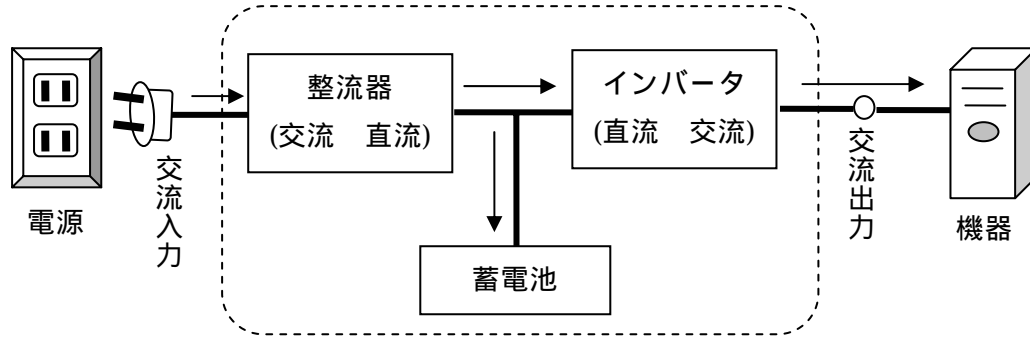 電源
交流入力
整流器
(交流　直流)
蓄電池
インバータ
(直流　交流)
交流出力
機器